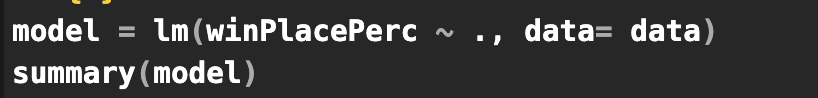 model = lm(winPlacePerc ~ ., data= data)
summary(model)